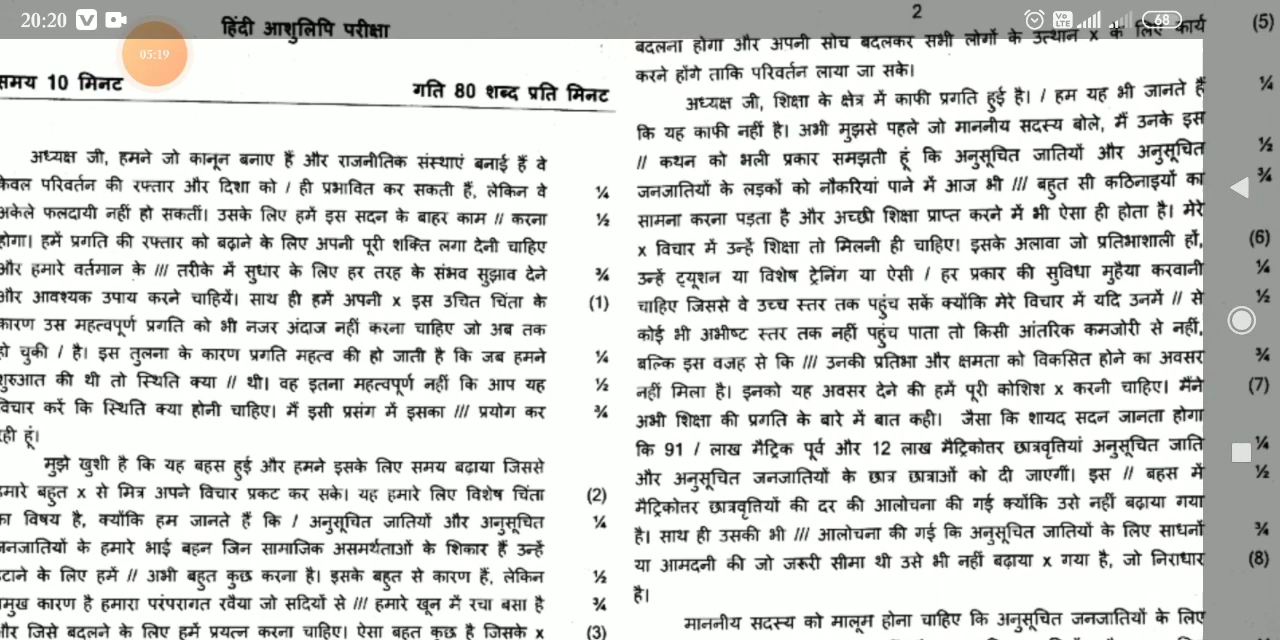 20:20
68
हिंदी आशुलिपि परीक्षा
05:19
समय 10 मिनट
गति 80 शब्द प्रति मिनट
अध्यक्ष जी, हमने जो कानून बनाए हैं और राजनीतिक संस्थाएं बनाई हैं वे
केवल परिवर्तन की रफ्तार और दिशा को / ही प्रभावित कर सकती हैं, लेकिन वे ¼
अकेले फलदायी नहीं हो सकतीं। उसके लिए हमें इस सदन के बाहर काम // करना ½
होगा। हमें प्रगति की रफ्तार को बढ़ाने के लिए अपनी पूरी शक्ति लगा देनी चाहिए
और हमारे वर्तमान के /// तरीके में सुधार के लिए हर तरह के संभव सुझाव देने ¾
और आवश्यक उपाय करने चाहियें। साथ ही हमें अपनी x इस उचित चिंता के (1)
कारण उस महत्वपूर्ण प्रगति को भी नजर अंदाज नहीं करना चाहिए जो अब तक
हो चुकी / है। इस तुलना के कारण प्रगति महत्व की हो जाती है कि जब हमने ¼
शुरुआत की थी तो स्थिति क्या // थी। वह इतना महत्वपूर्ण नहीं कि आप यह ½
विचार करें कि स्थिति क्या होनी चाहिए। मैं इसी प्रसंग में इसका /// प्रयोग कर ¾
रही हूं।
मुझे खुशी है कि यह बहस हुई और हमने इसके लिए समय बढ़ाया जिससे
हमारे बहुत x से मित्र अपने विचार प्रकट कर सके। यह हमारे लिए विशेष चिंता (2)
का विषय है, क्योंकि हम जानते हैं कि / अनुसूचित जातियों और अनुसूचित ¼
जनजातियों के हमारे भाई बहन जिन सामाजिक असमर्थताओं के शिकार हैं उन्हें
हटाने के लिए हमें // अभी बहुत कुछ करना है। इसके बहुत से कारण हैं, लेकिन ½
प्रमुख कारण है हमारा परंपरागत रवैया जो सदियों से /// हमारे खून में रचा बसा है ¾
और जिसे बदलने के लिए हमें प्रयत्न करना चाहिए। ऐसा बहुत कुछ है जिसके x (3)
2
बदलना होगा और अपनी सोच बदलकर सभी लोगों के उत्थान x के लिए कार्य (5)
करने होंगे ताकि परिवर्तन लाया जा सके।
अध्यक्ष जी, शिक्षा के क्षेत्र में काफी प्रगति हुई है। / हम यह भी जानते हैं ¼
कि यह काफी नहीं है। अभी मुझसे पहले जो माननीय सदस्य बोले, मैं उनके इस
// कथन को भली प्रकार समझती हूं कि अनुसूचित जातियों और अनुसूचित ½
जनजातियों के लड़कों को नौकरियां पाने में आज भी /// बहुत सी कठिनाइयों का ¾
सामना करना पड़ता है और अच्छी शिक्षा प्राप्त करने में भी ऐसा ही होता है। मेरे
x विचार में उन्हें शिक्षा तो मिलनी ही चाहिए। इसके अलावा जो प्रतिभाशाली हों, (6)
उन्हें ट्यूशन या विशेष ट्रेनिंग या ऐसी / हर प्रकार की सुविधा मुहैया करवानी ¼
चाहिए जिससे वे उच्च स्तर तक पहुंच सकें क्योंकि मेरे विचार में यदि उनमें // से ½
कोई भी अभीष्ट स्तर तक नहीं पहुंच पाता तो किसी आंतरिक कमजोरी से नहीं,
बल्कि इस वजह से कि /// उनकी प्रतिभा और क्षमता को विकसित होने का अवसर ¾
नहीं मिला है। इनको यह अवसर देने की हमें पूरी कोशिश x करनी चाहिए। मैंने (7)
अभी शिक्षा की प्रगति के बारे में बात कही। जैसा कि शायद सदन जानता होगा
कि 91 / लाख मैट्रिक पूर्व और 12 लाख मैट्रिकोत्तर छात्रवृत्तियां अनुसूचित जाति ¼
और अनुसूचित जनजातियों के छात्र छात्राओं को दी जाएगीं। इस // बहस में ½
मैट्रिकोत्तर छात्रवृत्तियों की दर की आलोचना की गई क्योंकि उसे नहीं बढ़ाया गया
है। साथ ही उसकी भी /// आलोचना की गई कि अनुसूचित जातियों के लिए साधनों ¾
या आमदनी की जो जरूरी सीमा थी उसे भी नहीं बढ़ाया x गया है, जो निराधार (8)
है।
माननीय सदस्य को मालूम होना चाहिए कि अनुसूचित जनजातियों के लिए